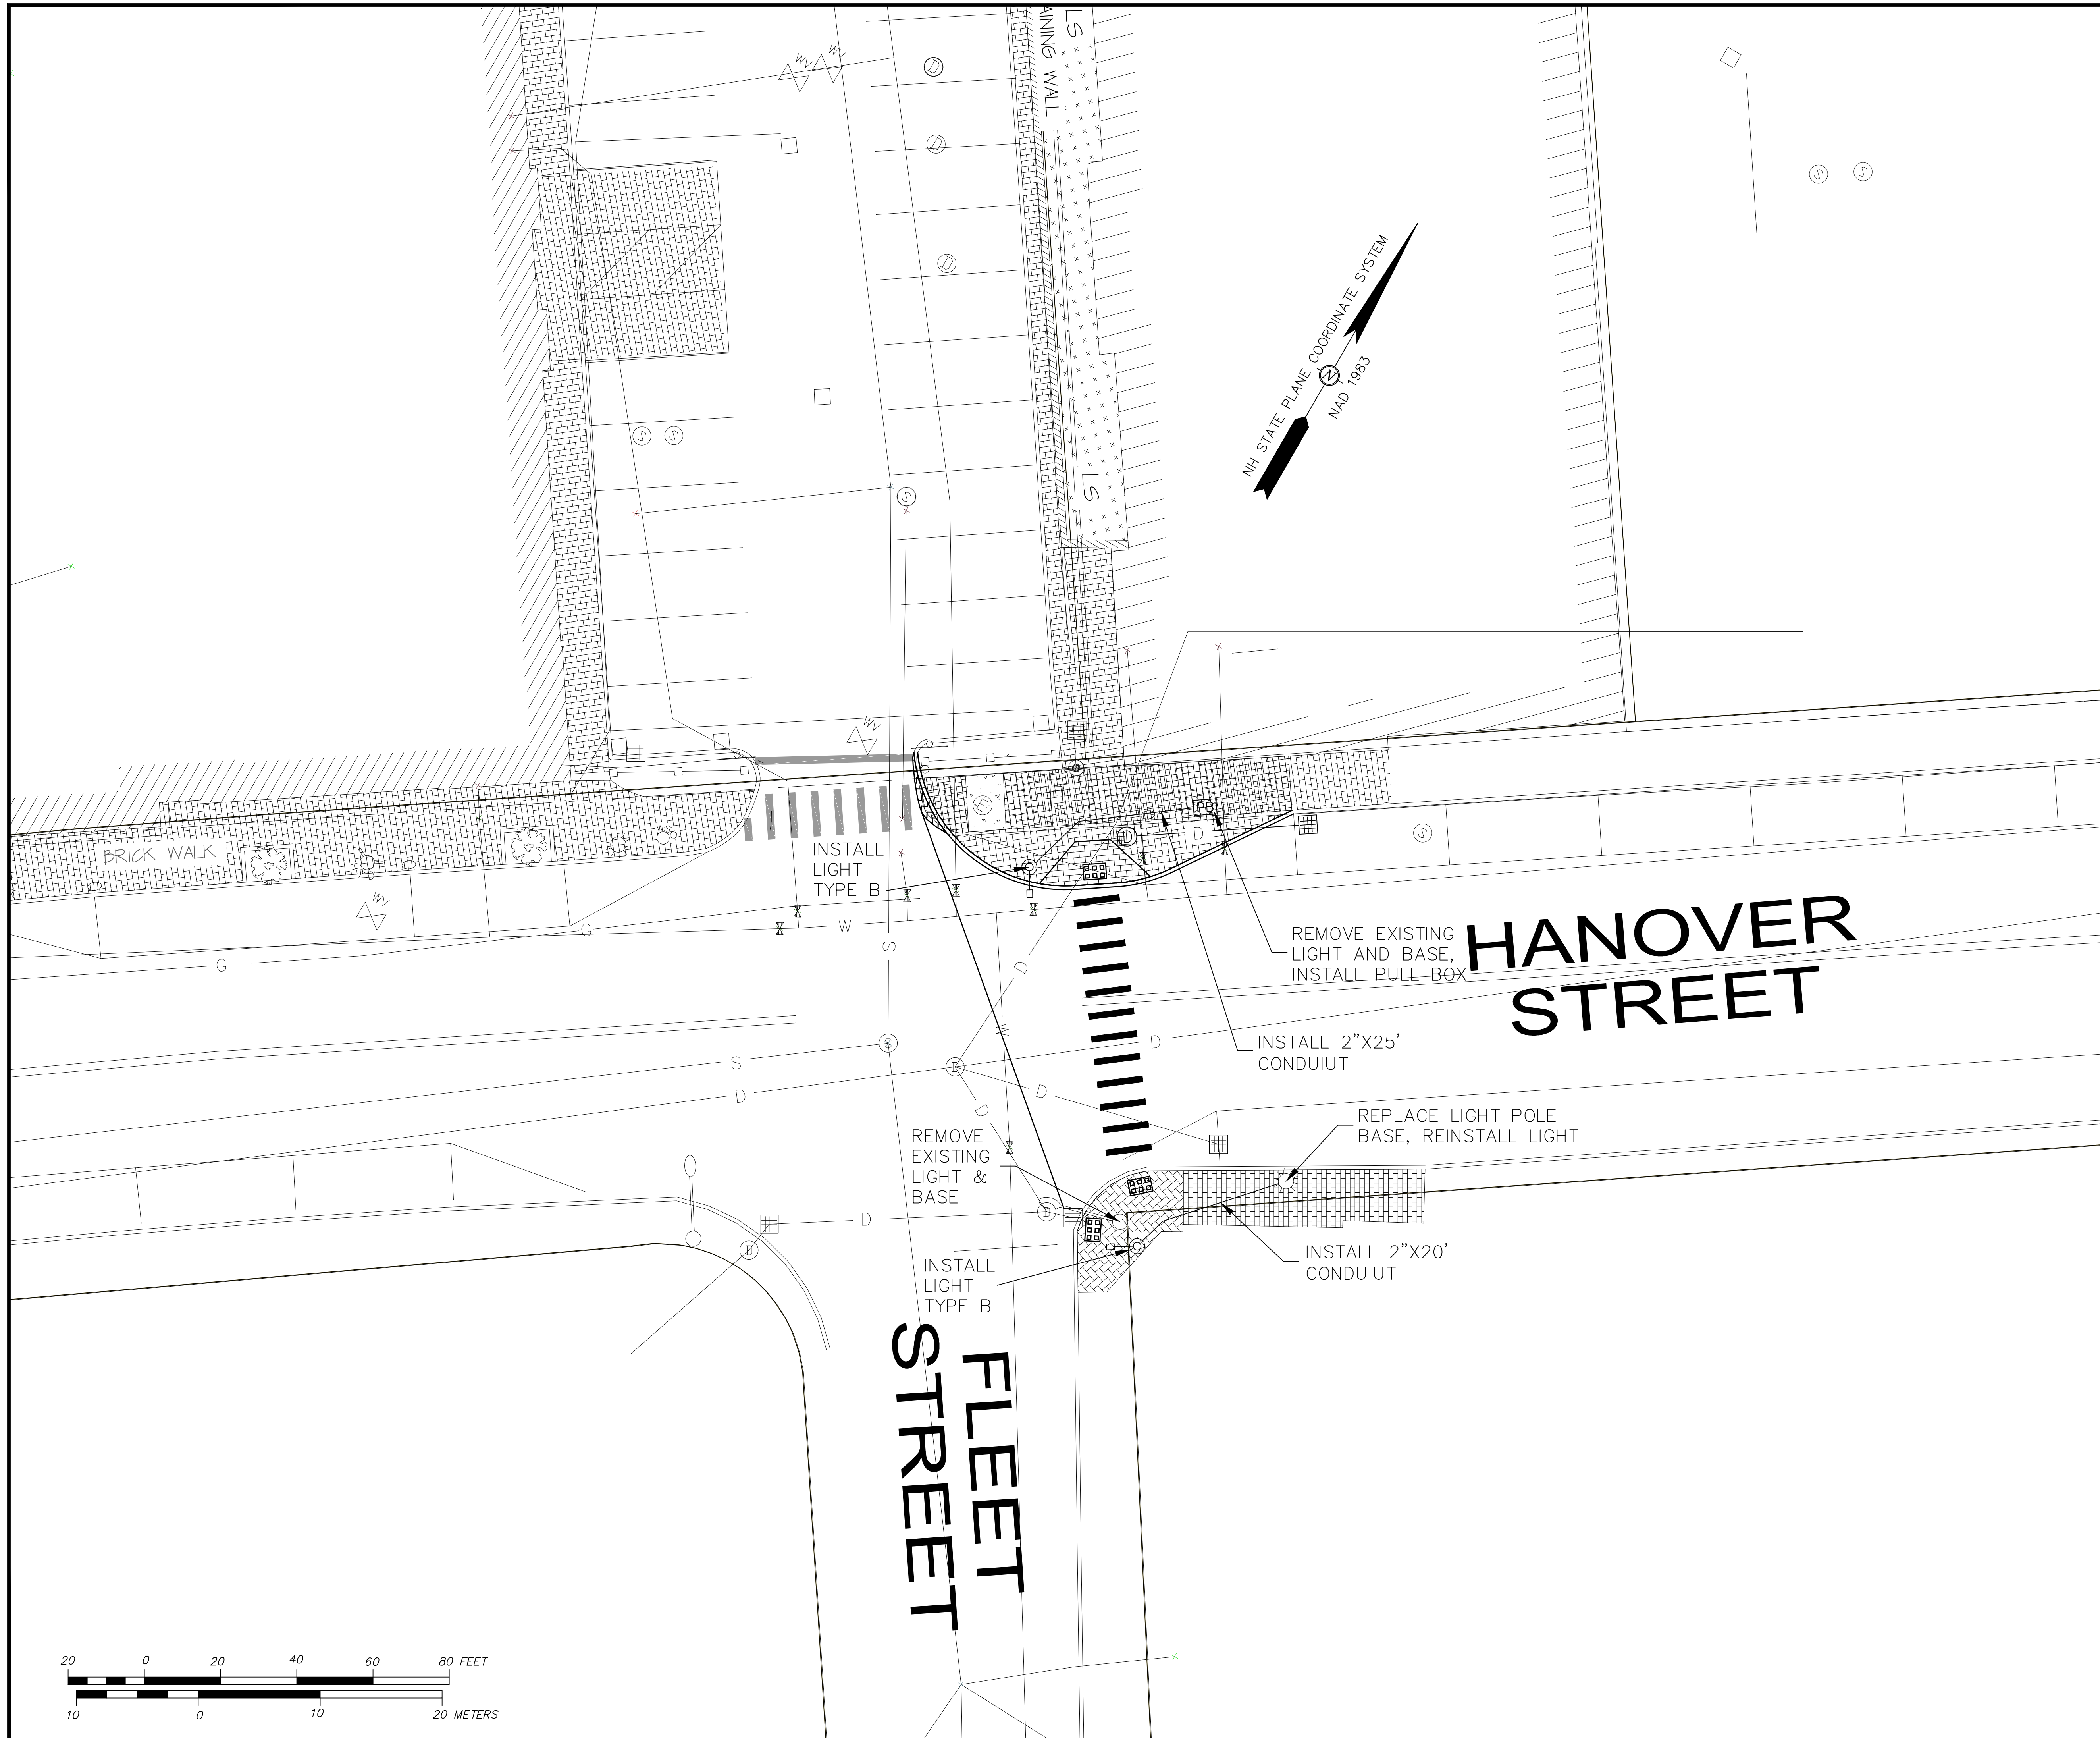 AINING WALL
LS
D
D
D
NH STATE PLANE COORDINATE SYSTEM
N
NAD 1983
S
S
S
S
S
LS
BRICK WALK
WSO
E
PB
D
D
S
INSTALL
LIGHT
TYPE B
G
G
W
S
D
W
REMOVE EXISTING
LIGHT AND BASE,
INSTALL PULL BOX
HANOVER
STREET
INSTALL 2"X25'
CONDUIUT
S
S
D
D
D
D
D
REPLACE LIGHT POLE
BASE, REINSTALL LIGHT
REMOVE
EXISTING
LIGHT &
BASE
D
D
D
INSTALL 2"X20'
CONDUIUT
INSTALL
LIGHT
TYPE B
FLEET
STREET
20 0 20 40 60 80 FEET
10 0 10 20 METERS